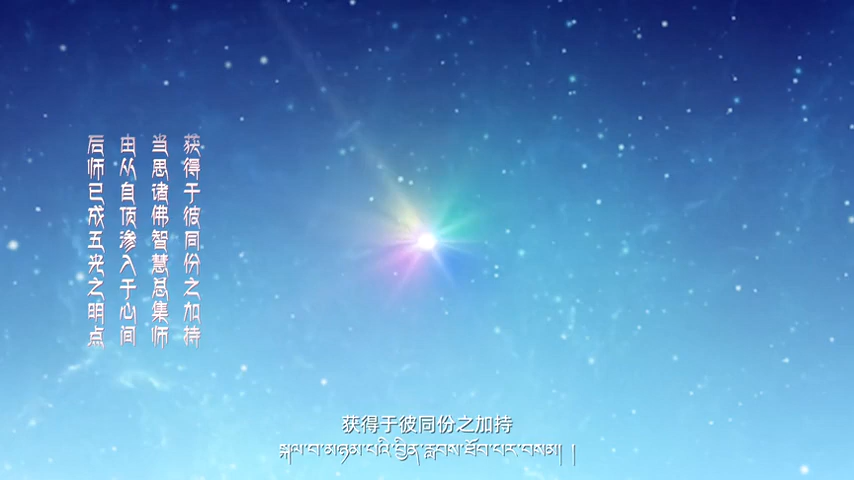 获得于彼同份之加持
当思诸佛智慧总集师
由从自顶渗入于心间
后师已成五光之明点
获得于彼同份之加持
སྐལ་བ་མཉམ་པའི་བྱིན་རླབས་ཐོབ་པར་བསམ། །